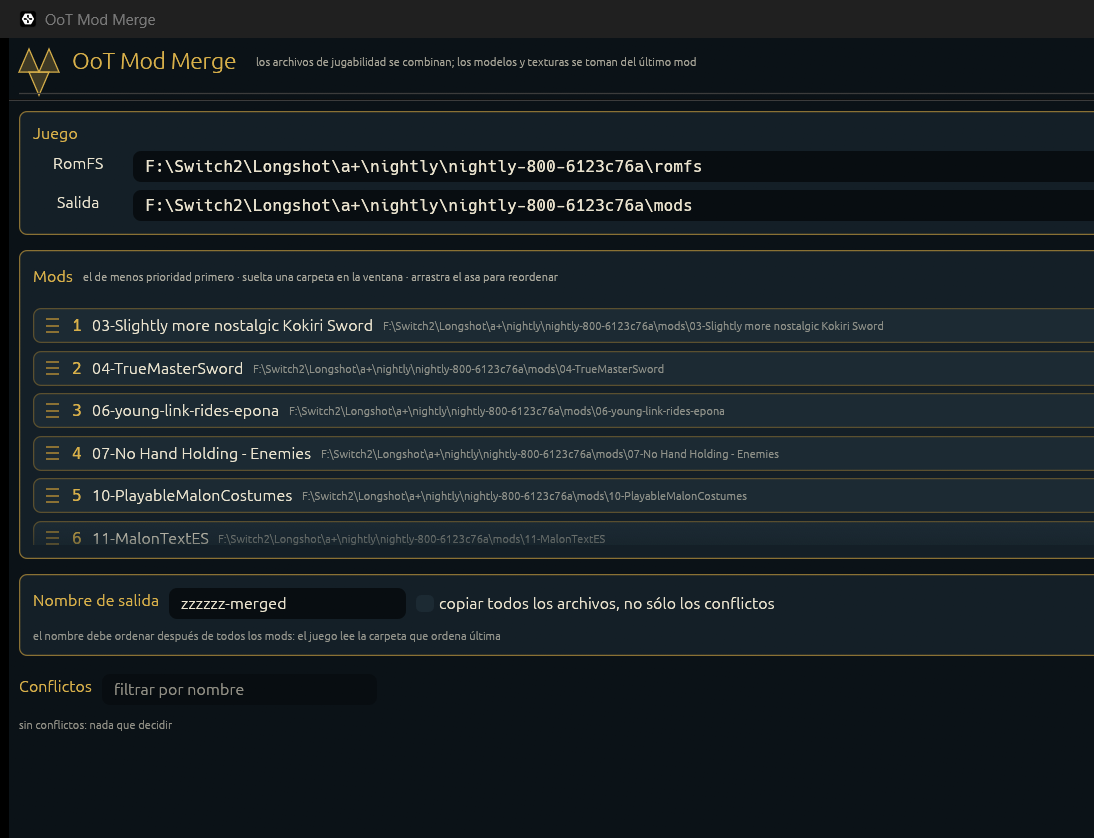 OoT Mod Merge
OoT Mod Merge los archivos de jugabilidad se combinan; los modelos y texturas se toman del último mod
Juego
RomFS F:\Switch2\Longshot\a+\nightly\nightly-800-6123c76a\romfs
Salida F:\Switch2\Longshot\a+\nightly\nightly-800-6123c76a\mods
Mods el de menos prioridad primero · suelta una carpeta en la ventana · arrastra el asa para reordenar
1 03-Slightly more nostalgic Kokiri Sword F:\Switch2\Longshot\a+\nightly\nightly-800-6123c76a\mods\03-Slightly more nostalgic Kokiri Sword
2 04-TrueMasterSword F:\Switch2\Longshot\a+\nightly\nightly-800-6123c76a\mods\04-TrueMasterSword
3 06-young-link-rides-epona F:\Switch2\Longshot\a+\nightly\nightly-800-6123c76a\mods\06-young-link-rides-epona
4 07-No Hand Holding - Enemies F:\Switch2\Longshot\a+\nightly\nightly-800-6123c76a\mods\07-No Hand Holding - Enemies
5 10-PlayableMalonCostumes F:\Switch2\Longshot\a+\nightly\nightly-800-6123c76a\mods\10-PlayableMalonCostumes
6 11-MalonTextES F:\Switch2\Longshot\a+\nightly\nightly-800-6123c76a\mods\11-MalonTextES
Nombre de salida zzzzzz-merged copiar todos los archivos, no sólo los conflictos
el nombre debe ordenar después de todos los mods: el juego lee la carpeta que ordena última
Conflictos filtrar por nombre
sin conflictos: nada que decidir